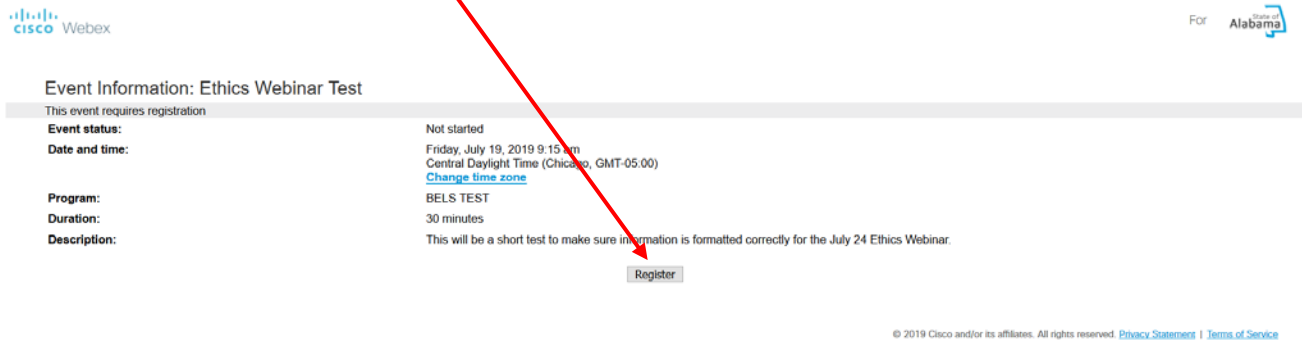 CISCO Webex
For
State of
Alabama
Event Information: Ethics Webinar Test
This event requires registration
Event status: Not started
Date and time: Friday, July 19, 2019 9:15 am
Central Daylight Time (Chicago, GMT-05:00)
Change time zone
Program: BELS TEST
Duration: 30 minutes
Description: This will be a short test to make sure information is formatted correctly for the July 24 Ethics Webinar.
Register
© 2019 Cisco and/or its affiliates. All rights reserved. Privacy Statement | Terms of Service